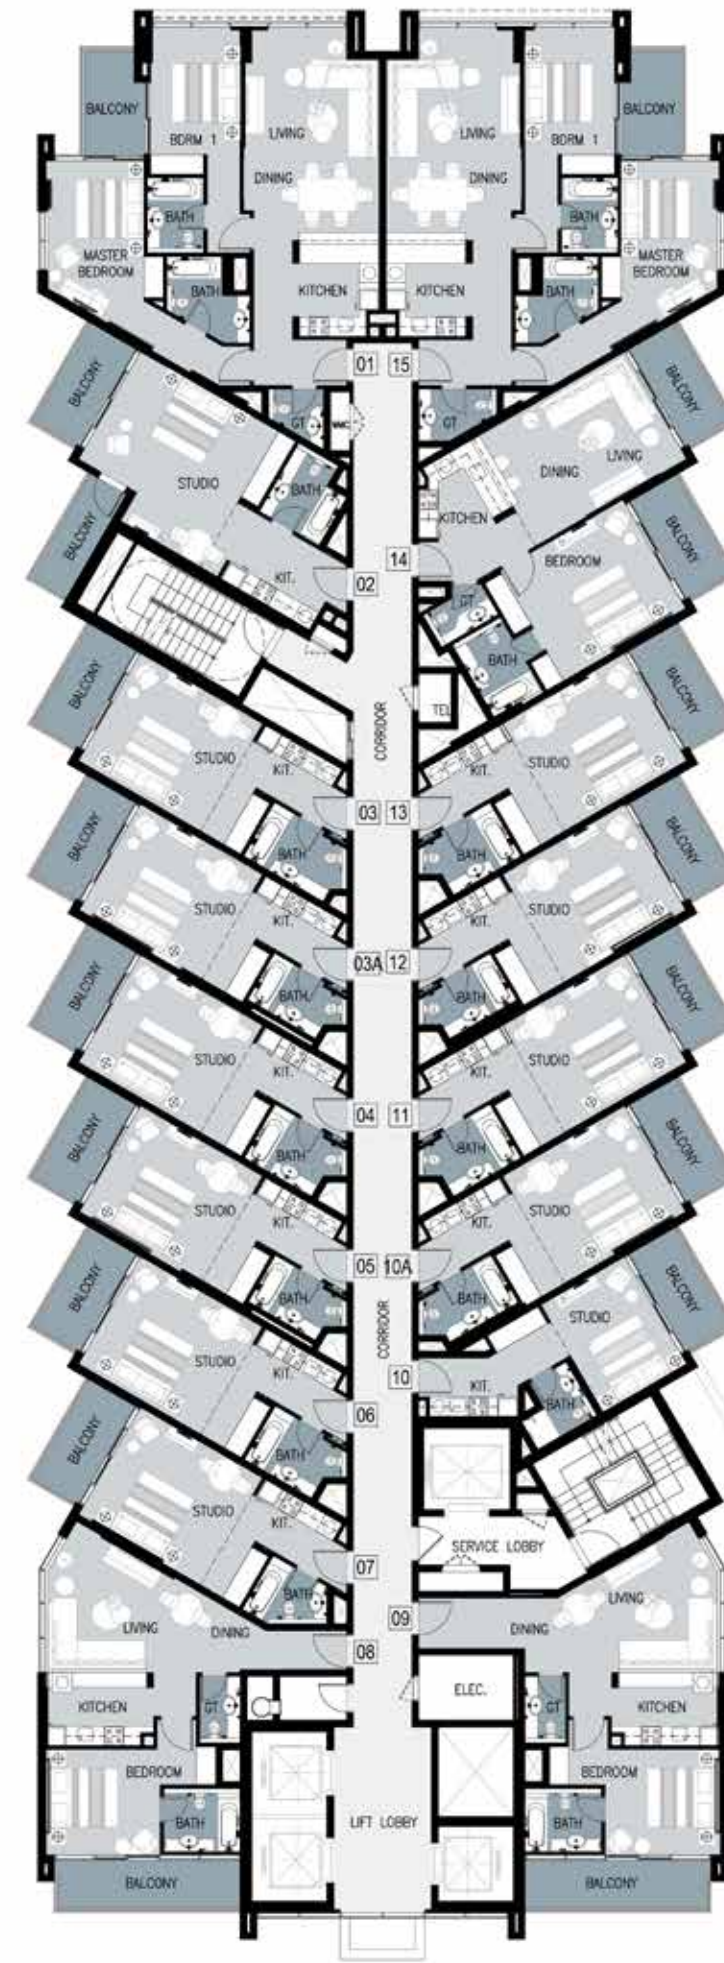 BALCONY
BDRM 1
LIVING
LIVING
BDRM 1
BALCONY
DINING
DINING
BATH
BATH
MASTER
BEDROOM
MASTER
BEDROOM
BATH
KITCHEN
KITCHEN
BATH
01
15
BALCONY
BALCONY
GT
GT
STUDIO
BATH
DINING
LIVING
KITCHEN
BALCONY
BALCONY
KIT.
02
14
BEDROOM
GT
BATH
TEL
BALCONY
BALCONY
CORRIDOR
STUDIO
KIT.
KIT.
STUDIO
03
13
BATH
BATH
BALCONY
BALCONY
STUDIO
KIT.
KIT.
STUDIO
03A
12
BATH
BATH
BALCONY
BALCONY
STUDIO
KIT.
KIT.
STUDIO
04
11
BATH
BATH
BALCONY
BALCONY
STUDIO
KIT.
KIT.
STUDIO
05
10A
BATH
BATH
BALCONY
BALCONY
CORRIDOR
STUDIO
KIT.
STUDIO
10
KIT.
BATH
06
BATH
BALCONY
STUDIO
KIT.
SERVICE LOBBY
07
BATH
09
LIVING
LIVING
DINING
DINING
08
KITCHEN
GT
ELEC.
GT
KITCHEN
BEDROOM
BEDROOM
BATH
LIFT LOBBY
BATH
BALCONY
BALCONY